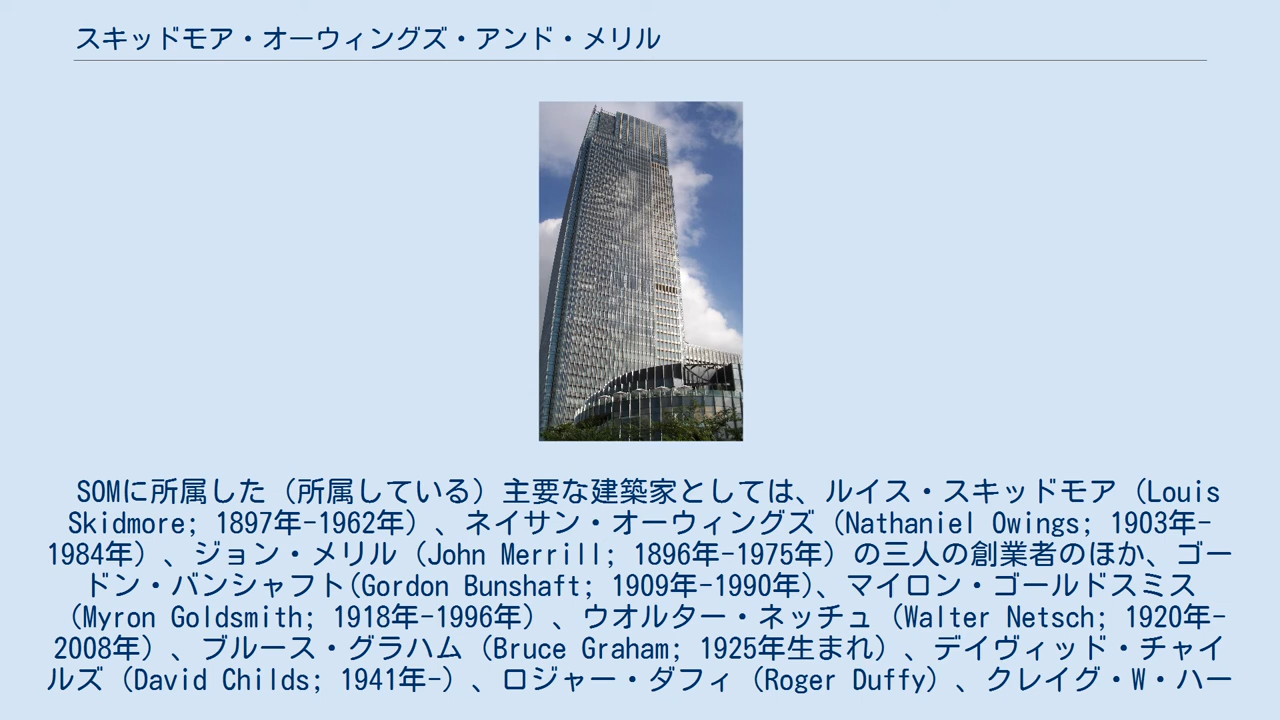 スキッドモア・オーウィングズ・アンド・メリル
SOMに所属した（所属している）主要な建築家としては、ルイス・スキッドモア（Louis
Skidmore; 1897年-1962年）、ネイサン・オーウィングズ（Nathaniel Owings; 1903年-
1984年）、ジョン・メリル（John Merrill; 1896年-1975年）の三人の創業者のほか、ゴー
ドン・バンシャフト(Gordon Bunshaft; 1909年-1990年)、マイロン・ゴールドスミス
（Myron Goldsmith; 1918年-1996年）、ウオルター・ネッチュ（Walter Netsch; 1920年-
2008年）、ブルース・グラハム（Bruce Graham; 1925年生まれ）、デイヴィッド・チャイ
ルズ（David Childs; 1941年-）、ロジャー・ダフィ（Roger Duffy）、クレイグ・W・ハー